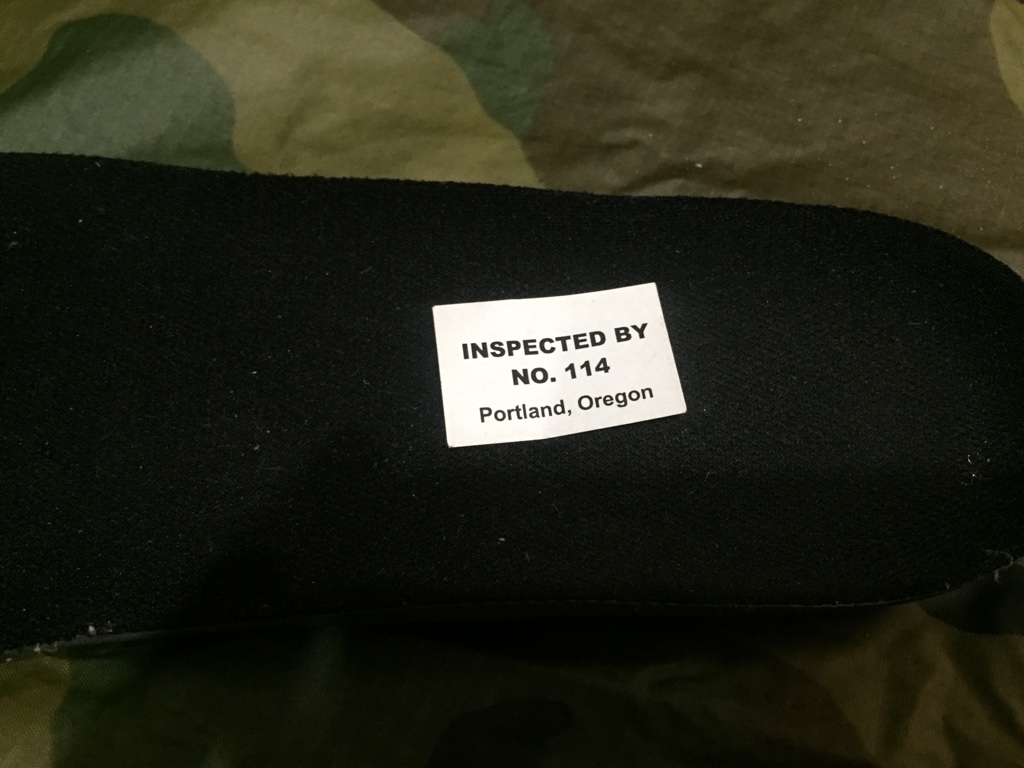 INSPECTED BY
NO. 114
Portland, Oregon